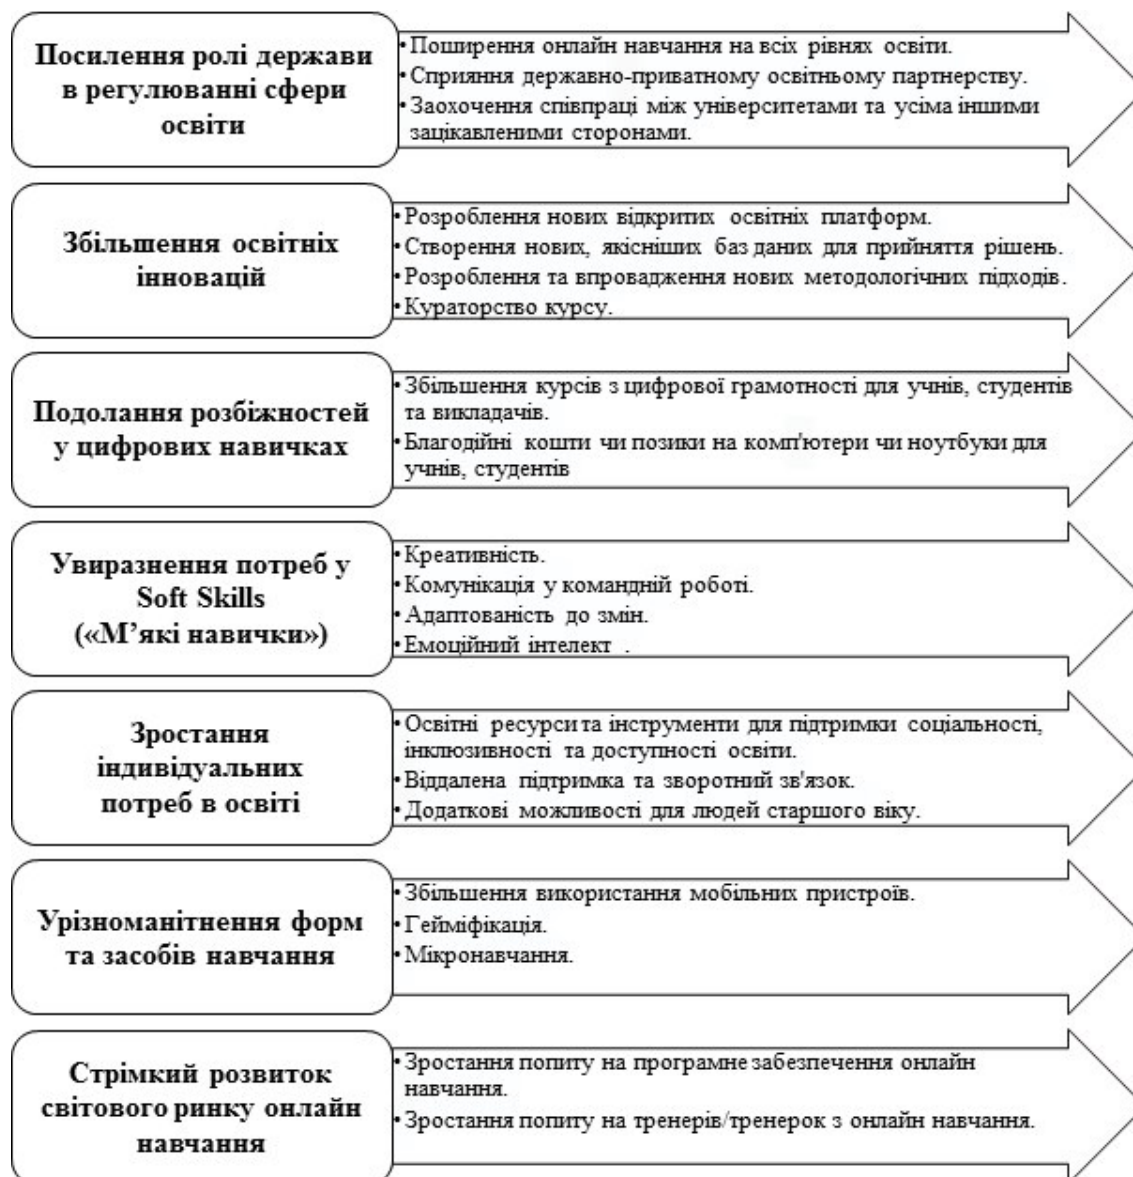 Посилення ролі держави
в регулюванні сфери
освіти
• Поширення онлайн навчання на всіх рівнях освіти.
• Сприяння державно-приватному освітньому партнерству.
• Заохочення співпраці між університетами та усіма іншими
зацікавленими сторонами.
Збільшення освітніх
інновацій
• Розроблення нових відкритих освітніх платформ.
• Створення нових, якісніших баз даних для прийняття рішень.
• Розроблення та впровадження нових методологічних підходів.
• Кураторство курсу.
Подолання розбіжностей
у цифрових навичках
• Збільшення курсів з цифрової грамотності для учнів, студентів
та викладачів.
• Благодійні кошти чи позики на комп'ютери чи ноутбуки для
учнів, студентів
Увиразнення потреб у
Soft Skills
(«М’які навички»)
• Креативність.
• Комунікація у командній роботі.
• Адаптованість до змін.
• Емоційний інтелект .
Зростання
індивідуальних
потреб в освіті
• Освітні ресурси та інструменти для підтримки соціальності,
інклюзивності та доступності освіти.
• Віддалена підтримка та зворотний зв'язок.
• Додаткові можливості для людей старшого віку.
Урізноманітнення форм
та засобів навчання
• Збільшення використання мобільних пристроїв.
• Гейміфікація.
• Мікронавчання.
Стрімкий розвиток
світового ринку онлайн
навчання
• Зростання попиту на програмне забезпечення онлайн
навчання.
• Зростання попиту на тренерів/тренерок з онлайн навчання.